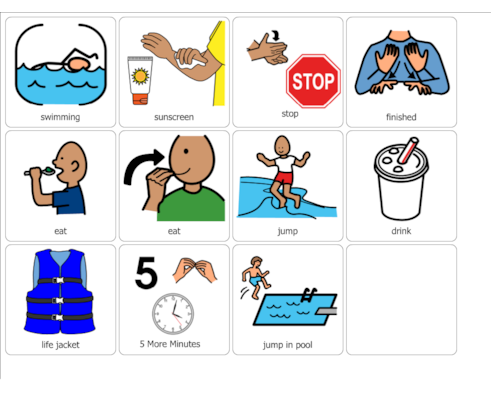 swimming
sunscreen
STOP
stop
finished
eat
eat
jump
drink
life jacket
5
5 More Minutes
jump in pool